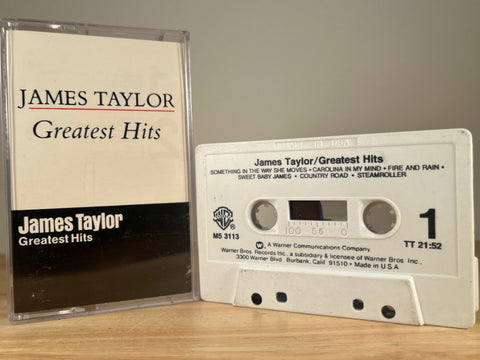 JAMES TAYLOR
Greatest Hits
James Taylor
Greatest Hits
James Taylor/Greatest Hits
SOMETHING IN THE WAY SHE MOVES • CAROLINA IN MY MIND • FIRE AND RAIN •
SWEET BABY JAMES • COUNTRY ROAD • STEAMROLLER
M5 3113
100 50 0
1
TT 21:52
A Warner Communications Company
Warner Bros. Records Inc., a subsidiary & licensee of Warner Bros. Inc.,
3300 Warner Blvd. Burbank, Calif. 91510 • Made in U.S.A.